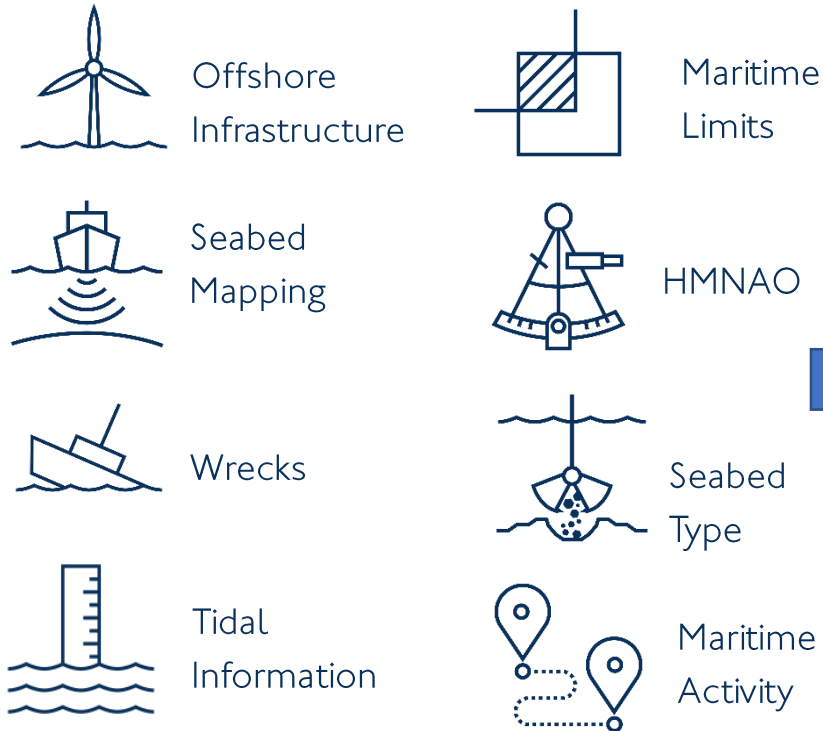 Offshore
Infrastructure
Maritime
Limits
Seabed
Mapping
HMNAO
Wrecks
Seabed
Type
Tidal
Information
Maritime
Activity